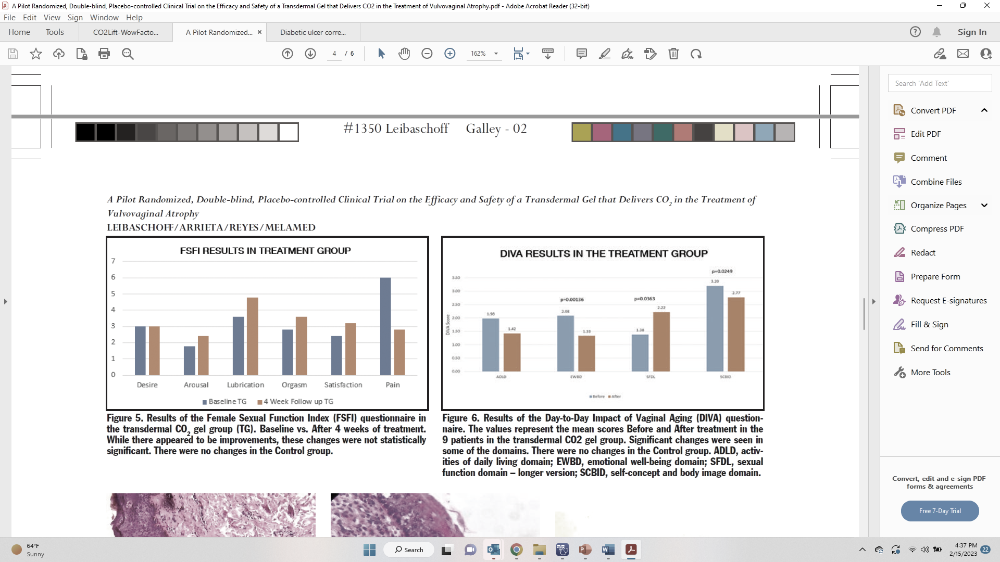 A Pilot Randomized, Double-blind, Placebo-controlled Clinical Trial on the Efficacy and Safety of a Transdermal Gel that Delivers CO2 in the Treatment of Vulvovaginal Atrophy.pdf - Adobe Acrobat Reader (32-bit)
File Edit View Sign Window Help
Home Tools CO2Lift-WowFacto... A Pilot Randomized... × Diabetic ulcer corre... Sign In
4 / 6 162%
Search 'Add Text'
Convert PDF
Edit PDF
Comment
Combine Files
Organize Pages
Compress PDF
Redact
Prepare Form
Request E-signatures
Fill & Sign
Send for Comments
More Tools
Convert, edit and e-sign PDF
forms & agreements
Free 7-Day Trial
#1350 Leibaschoff Galley - 02
A Pilot Randomized, Double-blind, Placebo-controlled Clinical Trial on the Efficacy and Safety of a Transdermal Gel that Delivers CO2 in the Treatment of
Vulvovaginal Atrophy
LEIBASCHOFF/ARRIETA/REYES/MELAMED
FSFI RESULTS IN TREATMENT GROUP
7
6
5
4
3
2
1
0
Desire Arousal Lubrication Orgasm Satisfaction Pain
Baseline TG 4 Week Follow up TG
Figure 5. Results of the Female Sexual Function Index (FSFI) questionnaire in
the transdermal CO2 gel group (TG). Baseline vs. After 4 weeks of treatment.
While there appeared to be improvements, these changes were not statistically
significant. There were no changes in the Control group.
DIVA RESULTS IN THE TREATMENT GROUP
p=0.0249
3.50
3.20
3.00
2.77
p=0.00136 p=0.0363
2.50
2.08 2.22
1.98
2.00
DIVA Score
1.42 1.33 1.38
1.50
1.00
0.50
0.00
ADLD EWBD SFDL SCBID
Before After
Figure 6. Results of the Day-to-Day Impact of Vaginal Aging (DIVA) question-
naire. The values represent the mean scores Before and After treatment in the
9 patients in the transdermal CO2 gel group. Significant changes were seen in
some of the domains. There were no changes in the Control group. ADLD, activ-
ities of daily living domain; EWBD, emotional well-being domain; SFDL, sexual
function domain – longer version; SCBID, self-concept and body image domain.
64°F
Sunny
Search
4:37 PM
2/15/2023
22